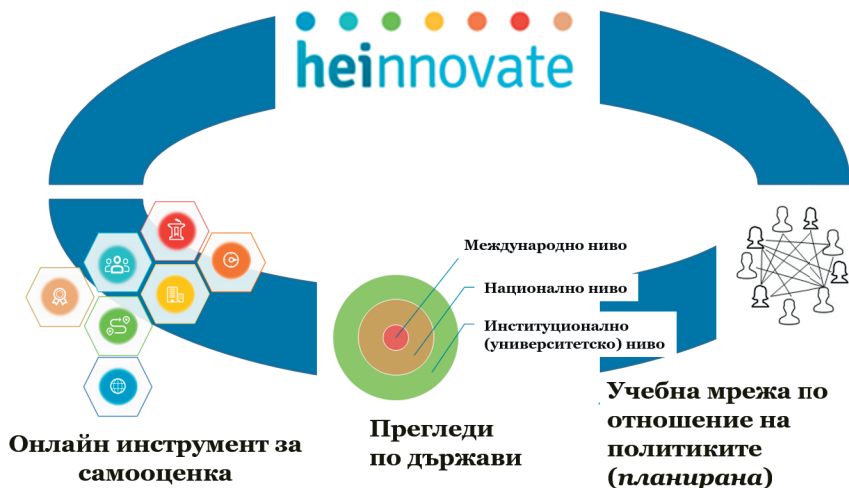 heinnovate
Международно ниво
Национално ниво
Институционално
(университетско) ниво
Онлайн инструмент за
самооценка
Прегледи
по държави
Учебна мрежа по
отношение на
политиките
(планирана)